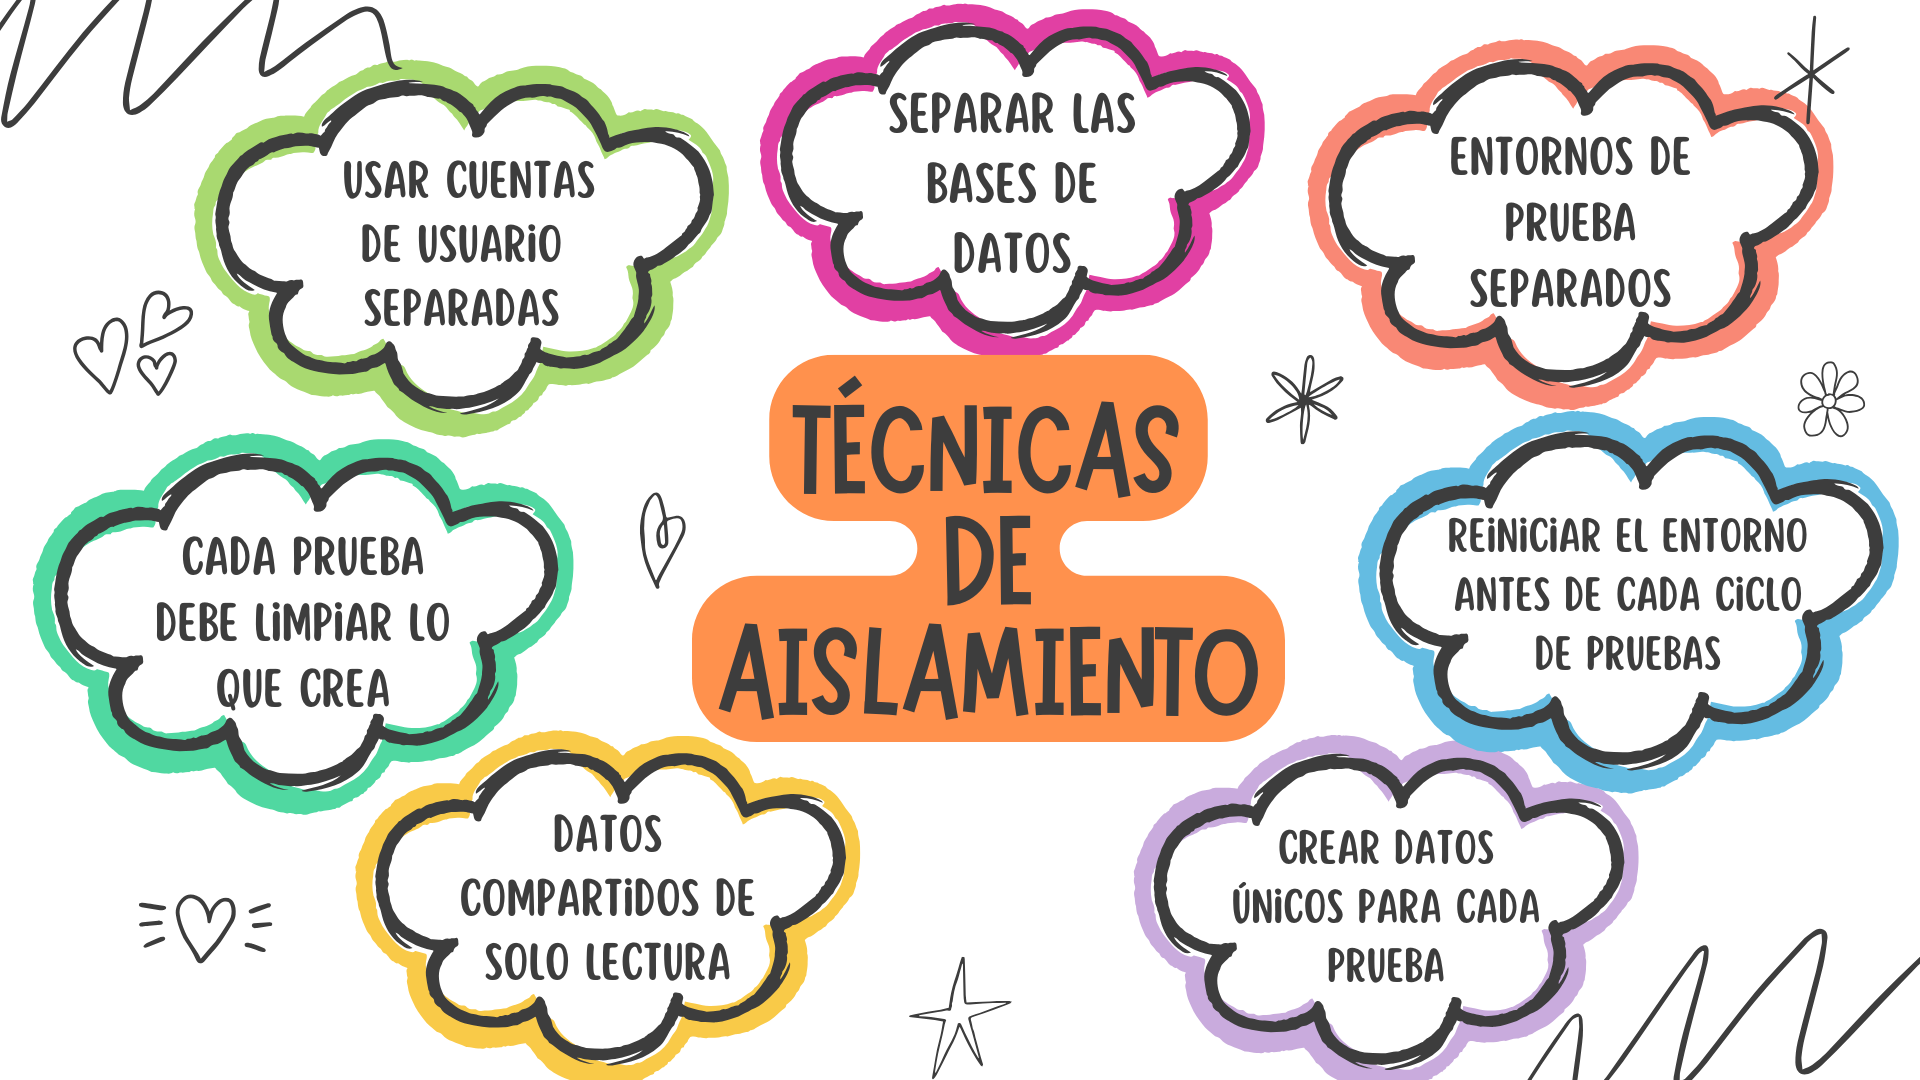 USAR CUENTAS
DE USUARIO
SEPARADAS
SEPARAR LAS
BASES DE
DATOS
ENTORNOS DE
PRUEBA
SEPARADOS
TÉCNICAS
DE
AISLAMIENTO
CADA PRUEBA
DEBE LIMPIAR LO
QUE CREA
REINICIAR EL ENTORNO
ANTES DE CADA CICLO
DE PRUEBAS
DATOS
COMPARTIDOS DE
SOLO LECTURA
CREAR DATOS
ÚNICOS PARA CADA
PRUEBA